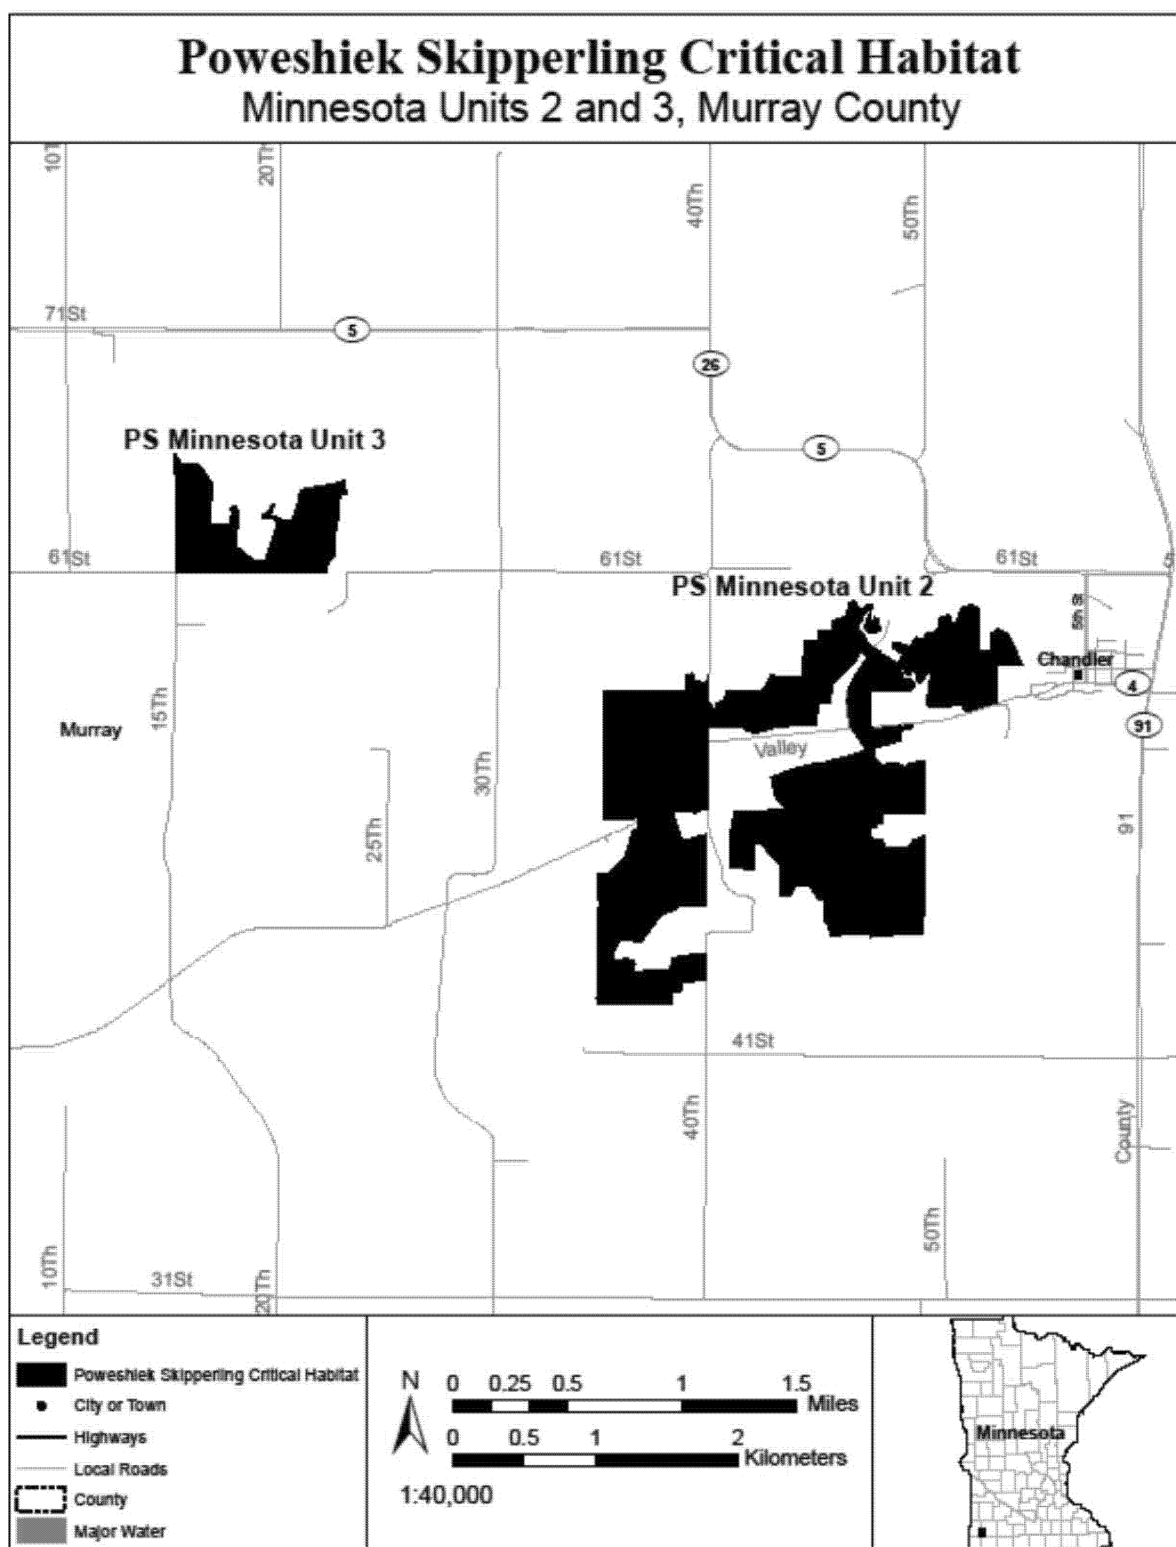 Poweshiek Skipperling Critical Habitat
Minnesota Units 2 and 3, Murray County
20Th
40Th
50Th
71St
5
26
PS Minnesota Unit 3
5
61St
61St
61St
PS Minnesota Unit 2
5th St
Chandler
4
15Th
Murray
91
Valley
30Th
25Th
91
41St
40Th
County
50Th
10Th
31St
20Th
Legend
Poweshiek Skipperling Critical Habitat
City or Town
Highways
Local Roads
County
Major Water
N
0 0.25 0.5 1 1.5
Miles
0 0.5 1 2
Kilometers
1:40,000
Minnesota